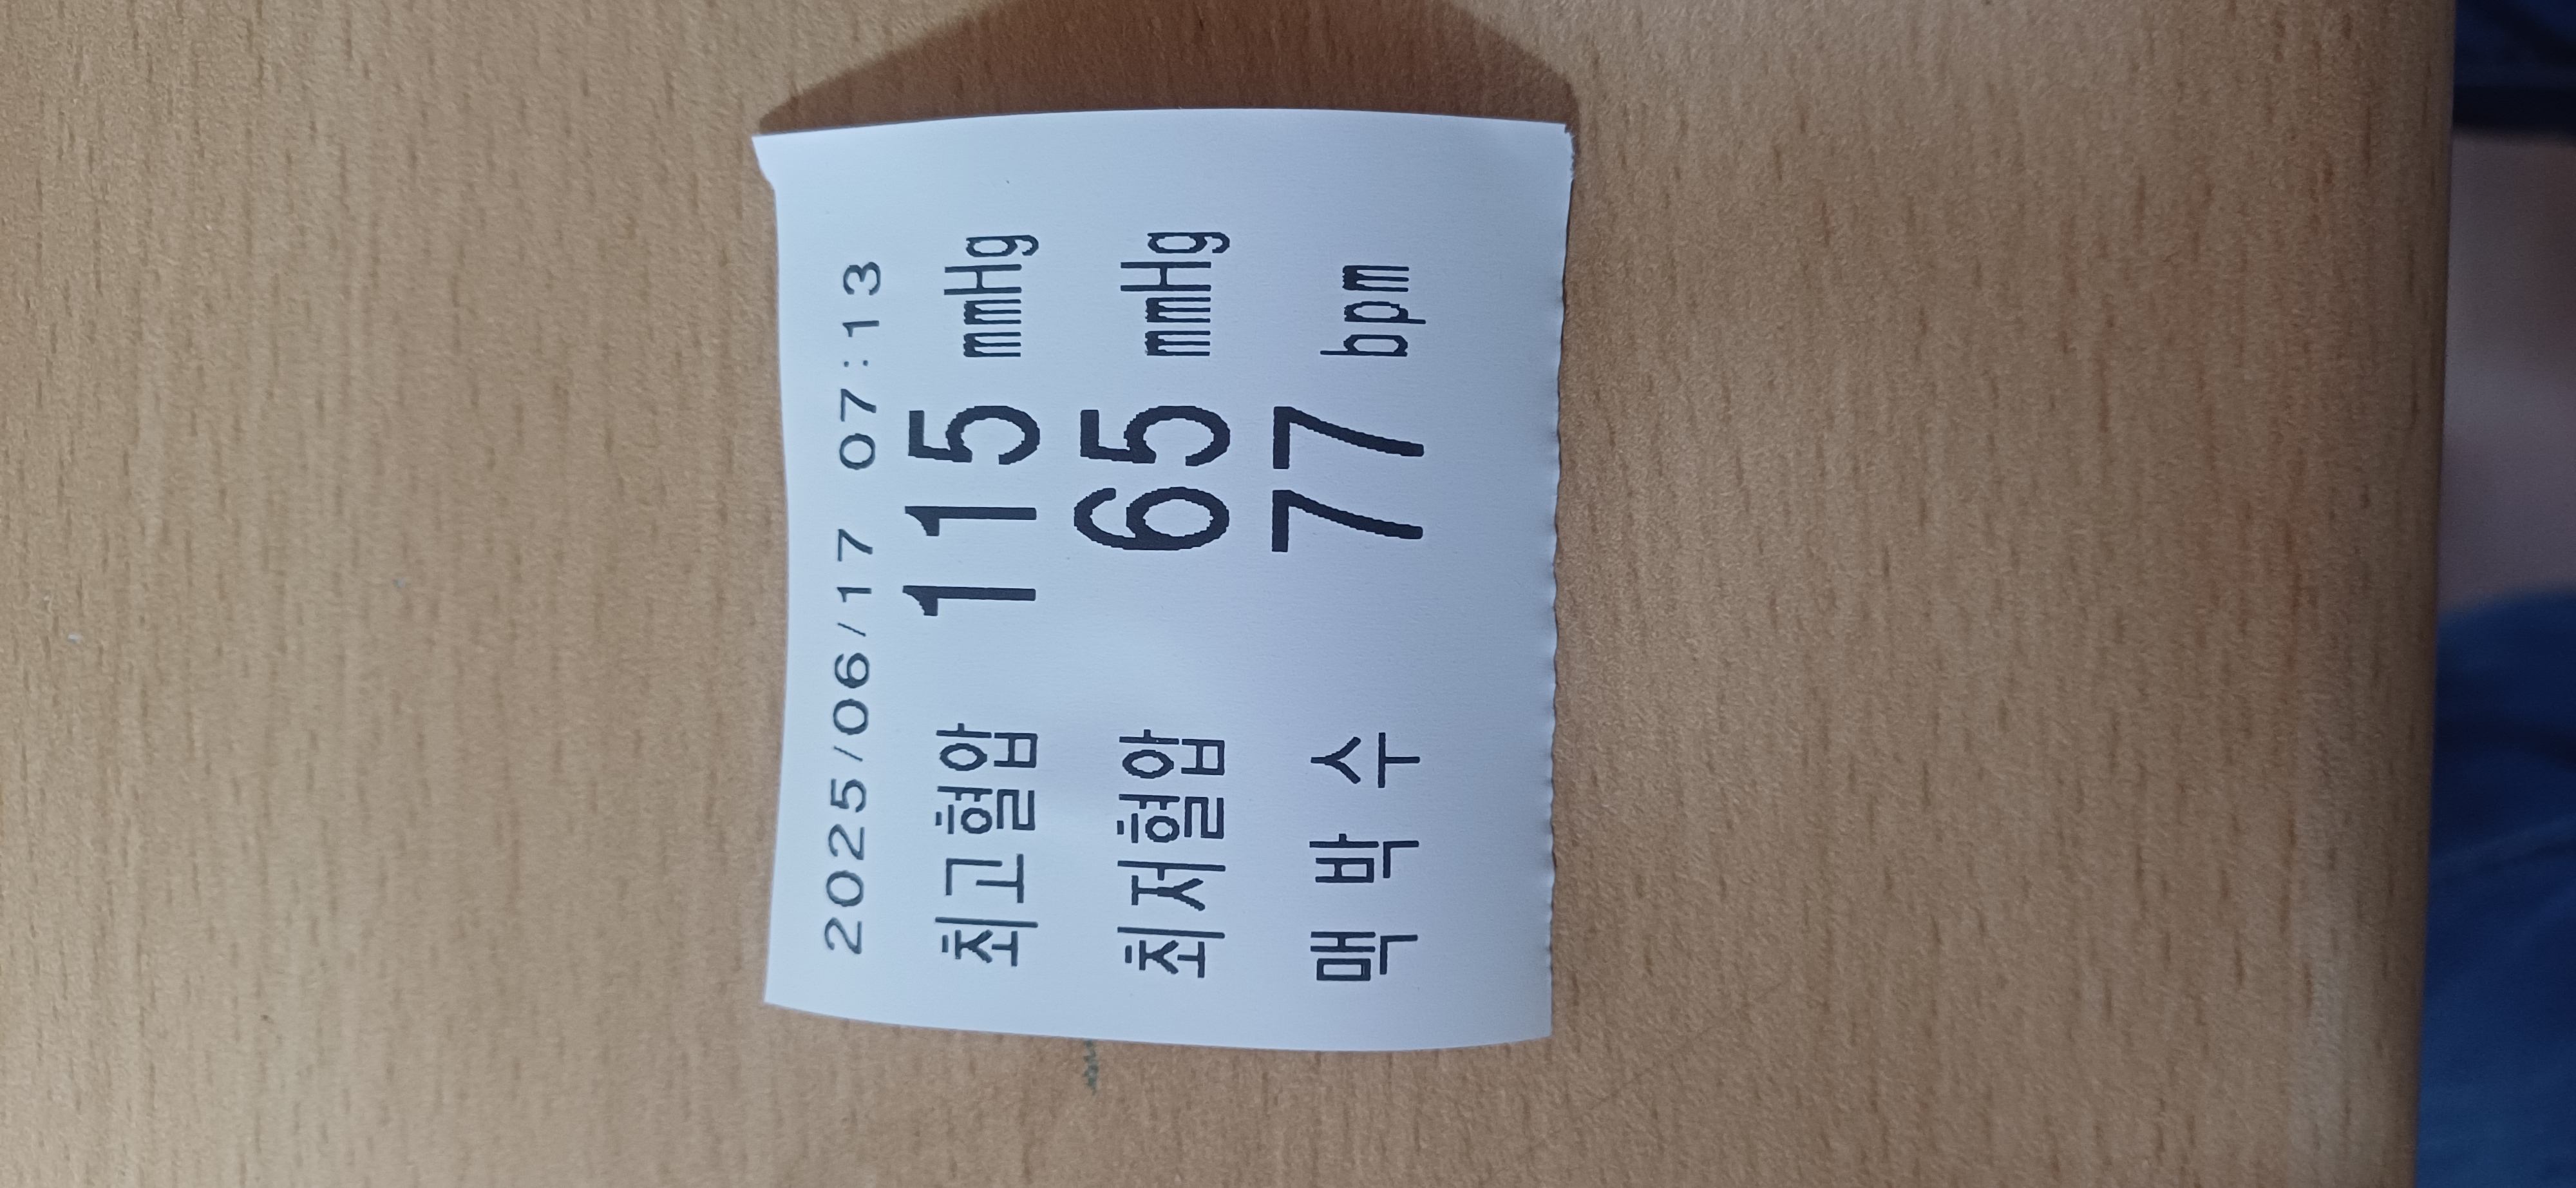 2025/06/17 07:13
최고혈압 115 mmHg
최저혈압 65 mmHg
맥 박 수 77 bpm